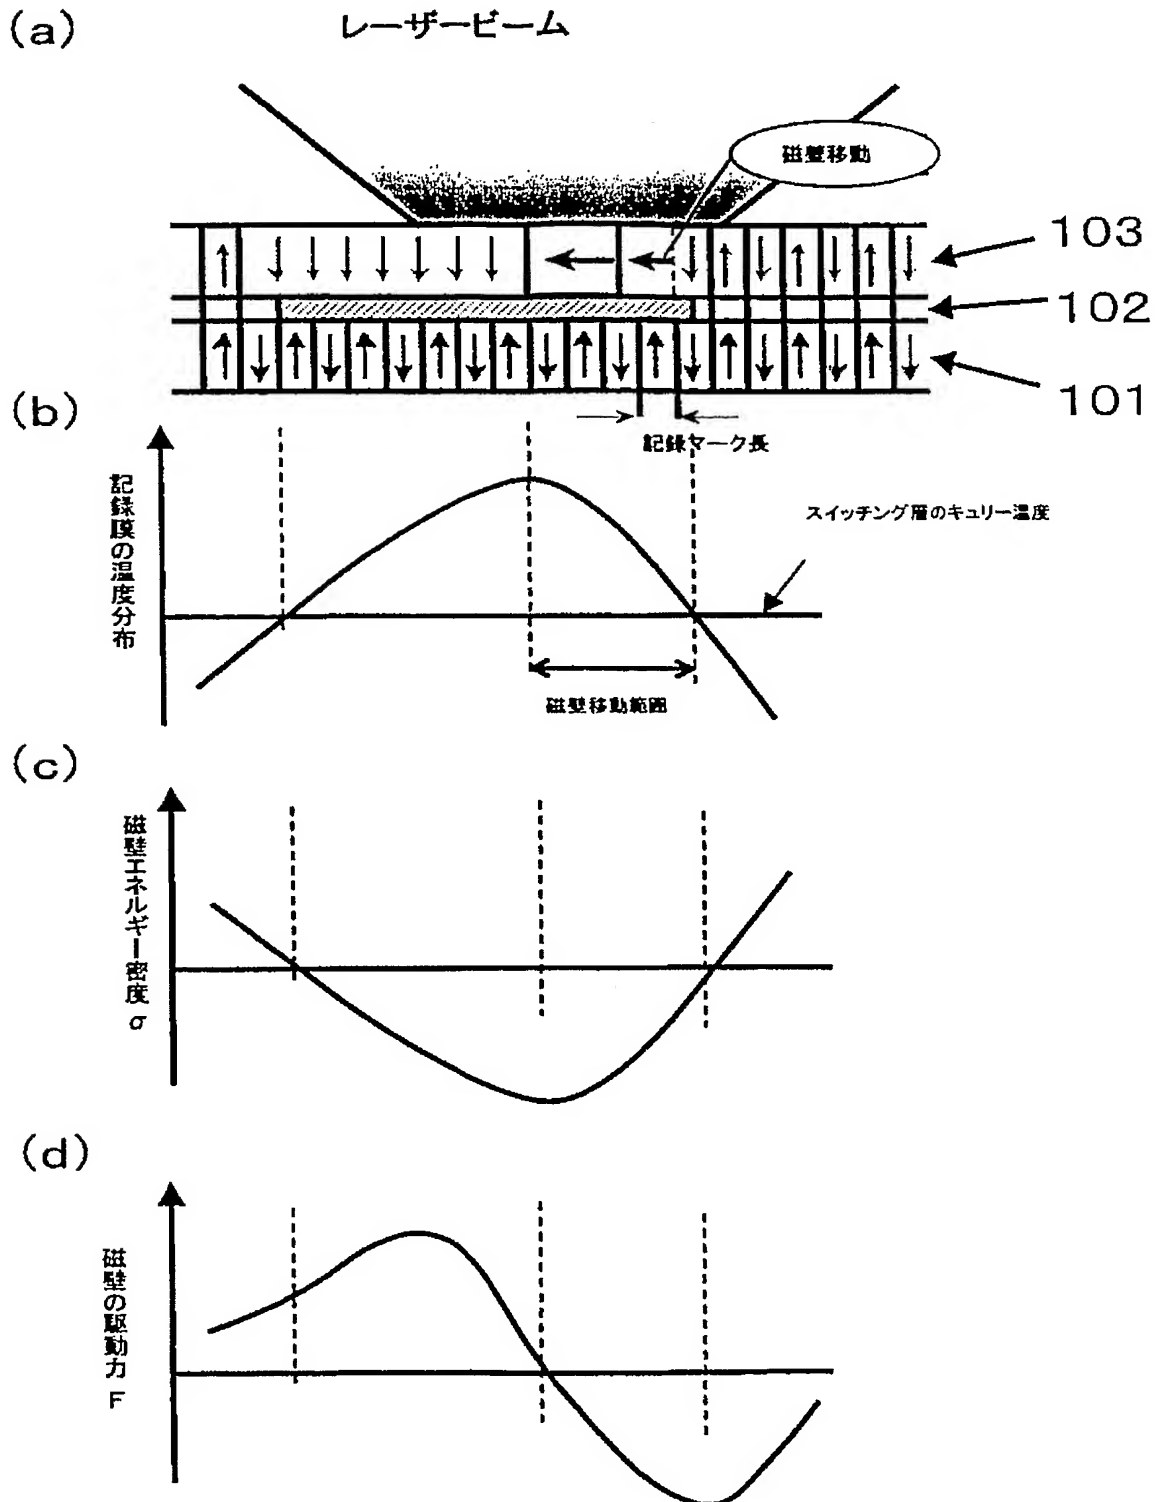 (a)
レーザービーム
磁壁移動
103
102
101
記録マーク長
(b)
記録膜の温度分布
スイッチング層のキュリー温度
磁壁移動範囲
(c)
磁壁エネルギー密度 σ
(d)
磁壁の駆動力 F